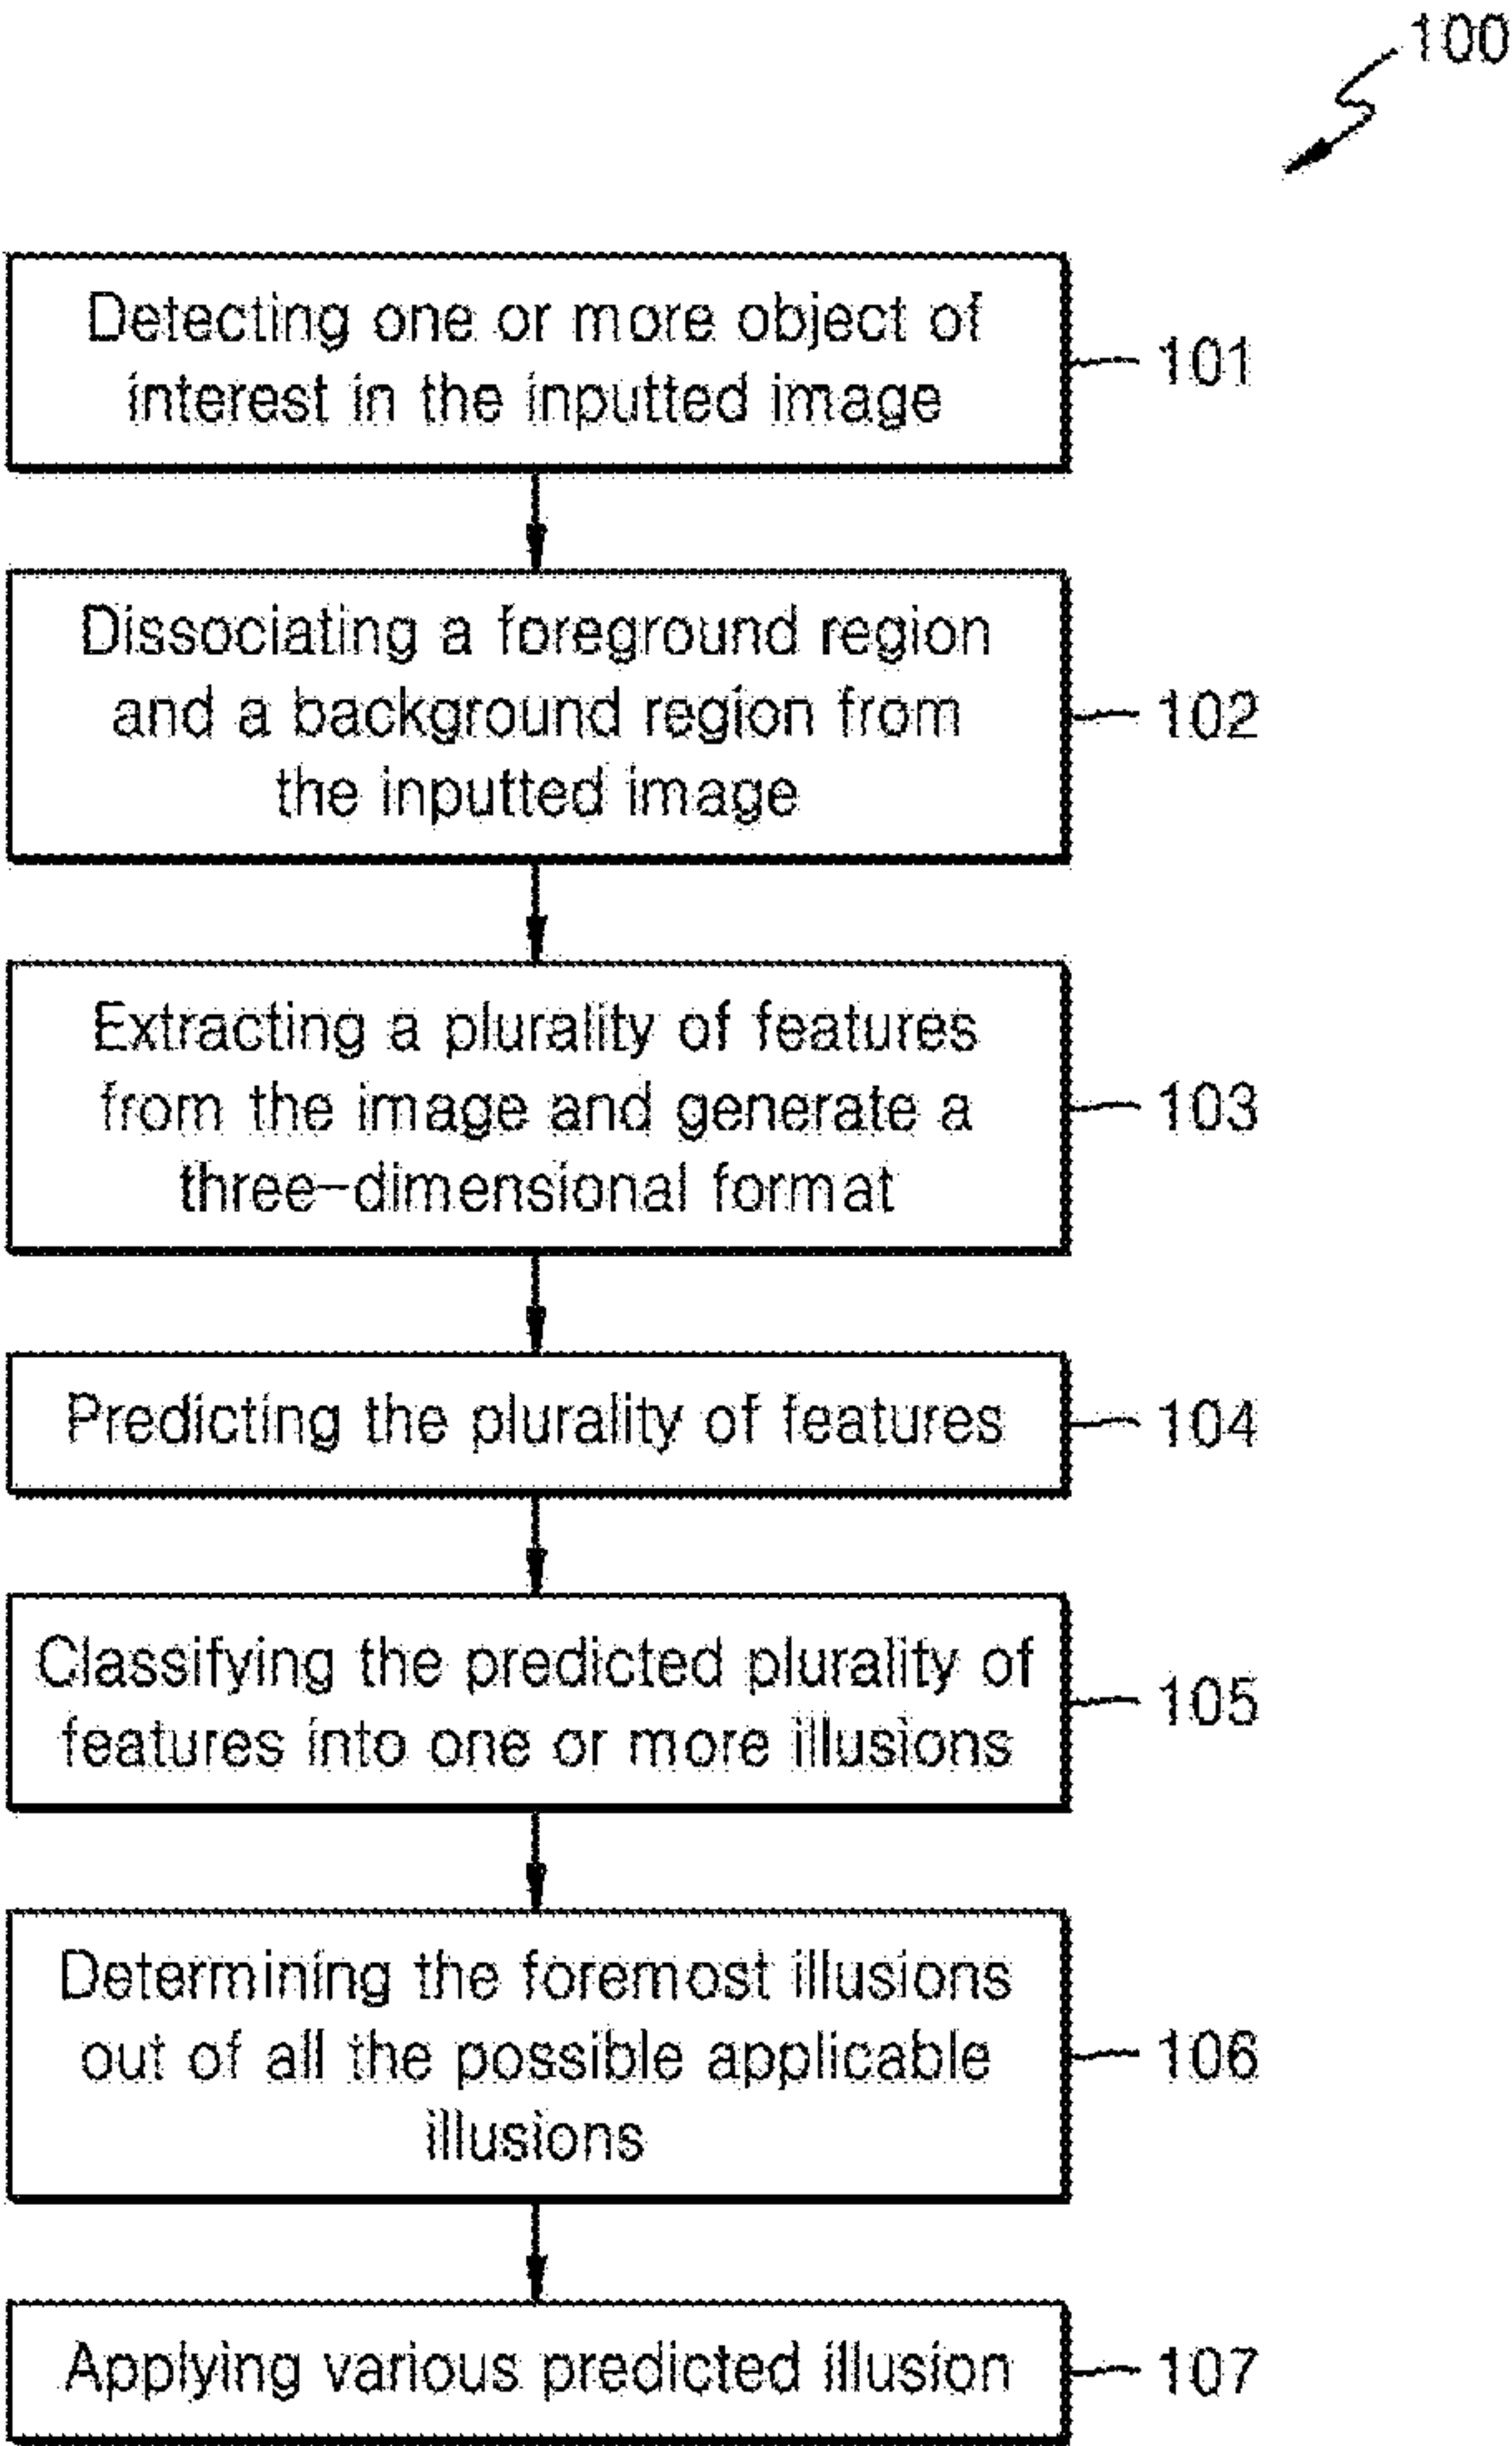 100
Detecting one or more object of
interest in the inputted image
101
Dissociating a foreground region
and a background region from
the inputted image
102
Extracting a plurality of features
from the image and generate a
three-dimensional format
103
Predicting the plurality of features
104
Classifying the predicted plurality of
features into one or more illusions
105
Determining the foremost illusions
out of all the possible applicable
illusions
106
Applying various predicted illusion
107